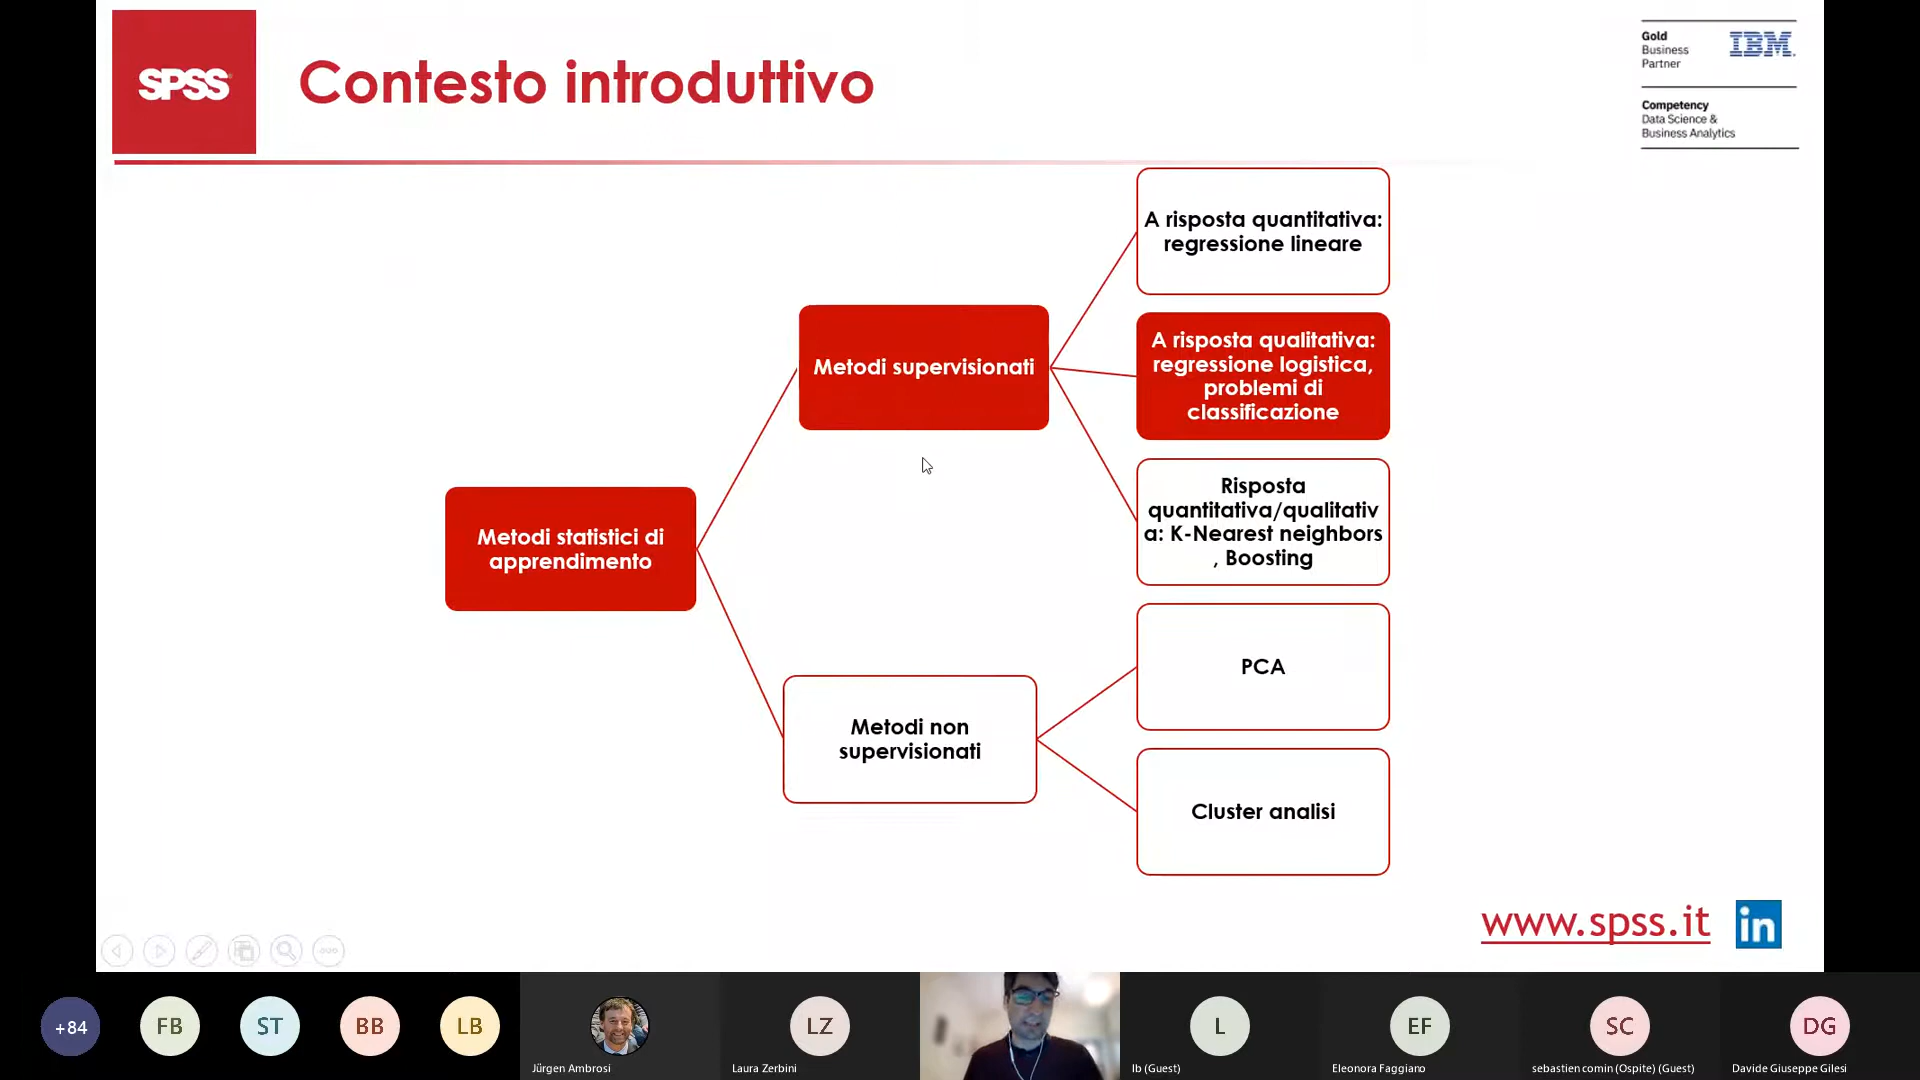 SPSS
Contesto introduttivo
Gold
Business
Partner
IBM
Competency
Data Science &
Business Analytics
A risposta quantitativa:
regressione lineare
Metodi supervisionati
A risposta qualitativa:
regressione logistica,
problemi di
classificazione
Risposta
quantitativa/qualitativ
a: K-Nearest neighbors
, Boosting
Metodi statistici di
apprendimento
PCA
Metodi non
supervisionati
Cluster analisi
www.spss.it
in
+84
FB
ST
BB
LB
LZ
L
EF
SC
DG
Jürgen Ambrosi
Laura Zerbini
lb (Guest)
Eleonora Faggiano
sebastien comin (Ospite) (Guest)
Davide Giuseppe Gilesi